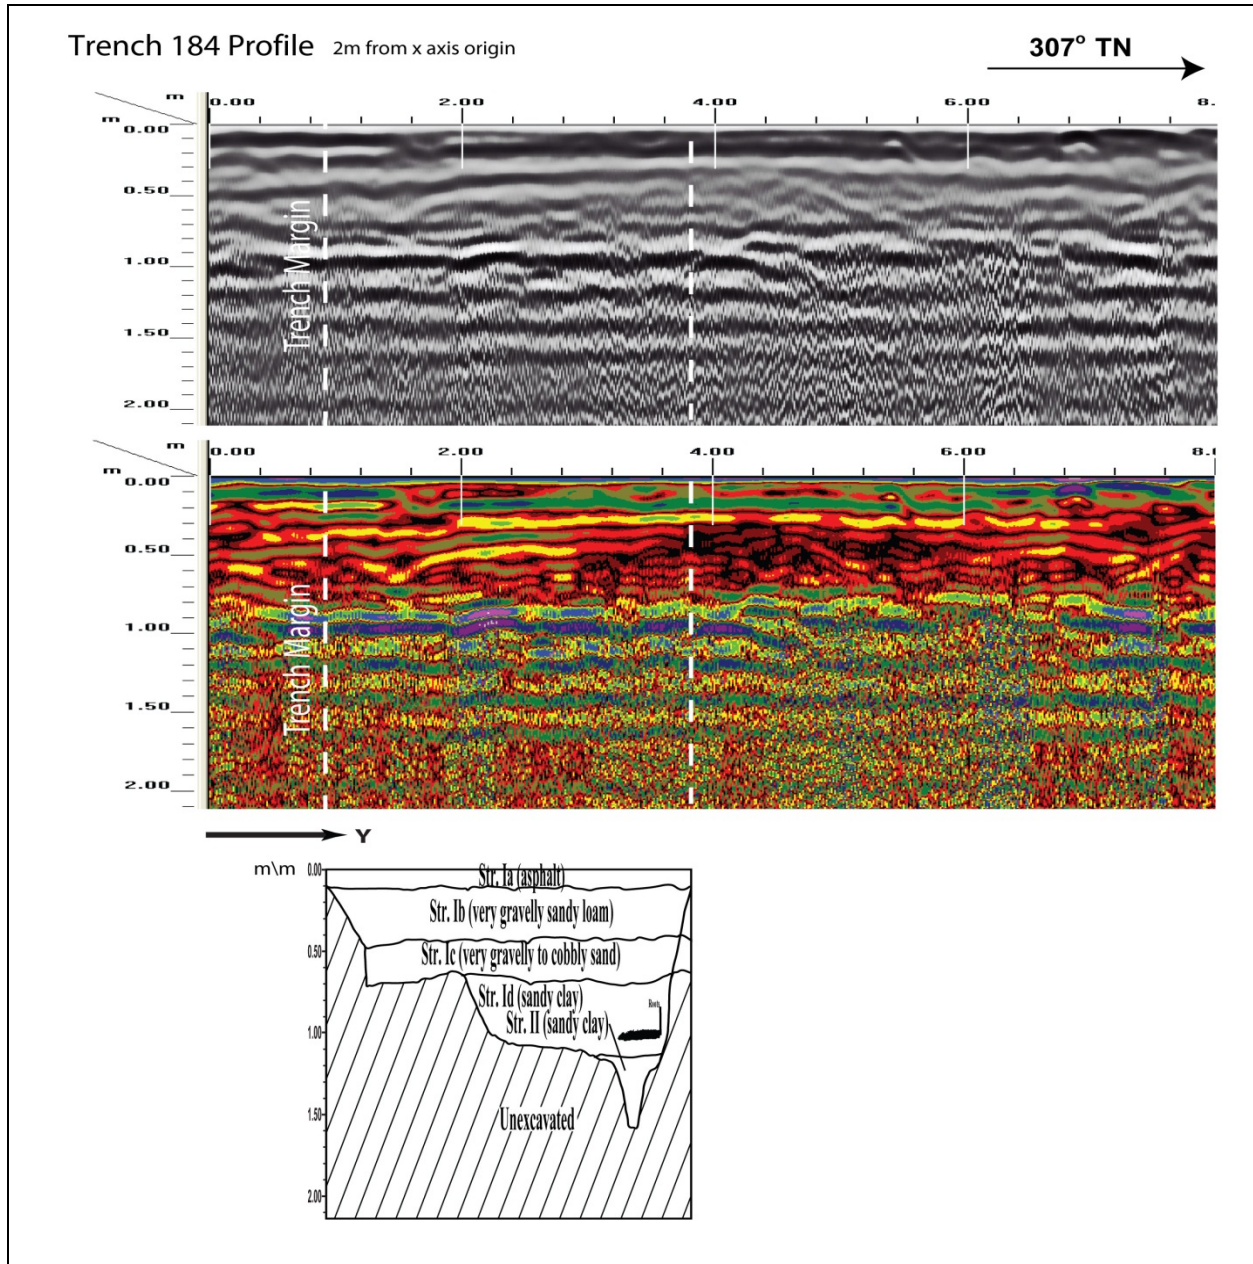 Trench 184 Profile 2m from x axis origin
307° TN
m 0.00 2.00 4.00 6.00 8.
m 0.00
0.50
1.00
1.50
2.00
Trench Margin
m 0.00 2.00 4.00 6.00 8.0
m 0.00
0.50
1.00
1.50
2.00
Trench Margin
Y
m\m 0.00
Str. Ia (asphalt)
Str. Ib (very gravelly sandy loam)
0.50
Str. Ic (very gravelly to cobbly sand)
Str. Id (sandy clay)
Roots
Str. II (sandy clay)
1.00
1.50
Unexcavated
2.00